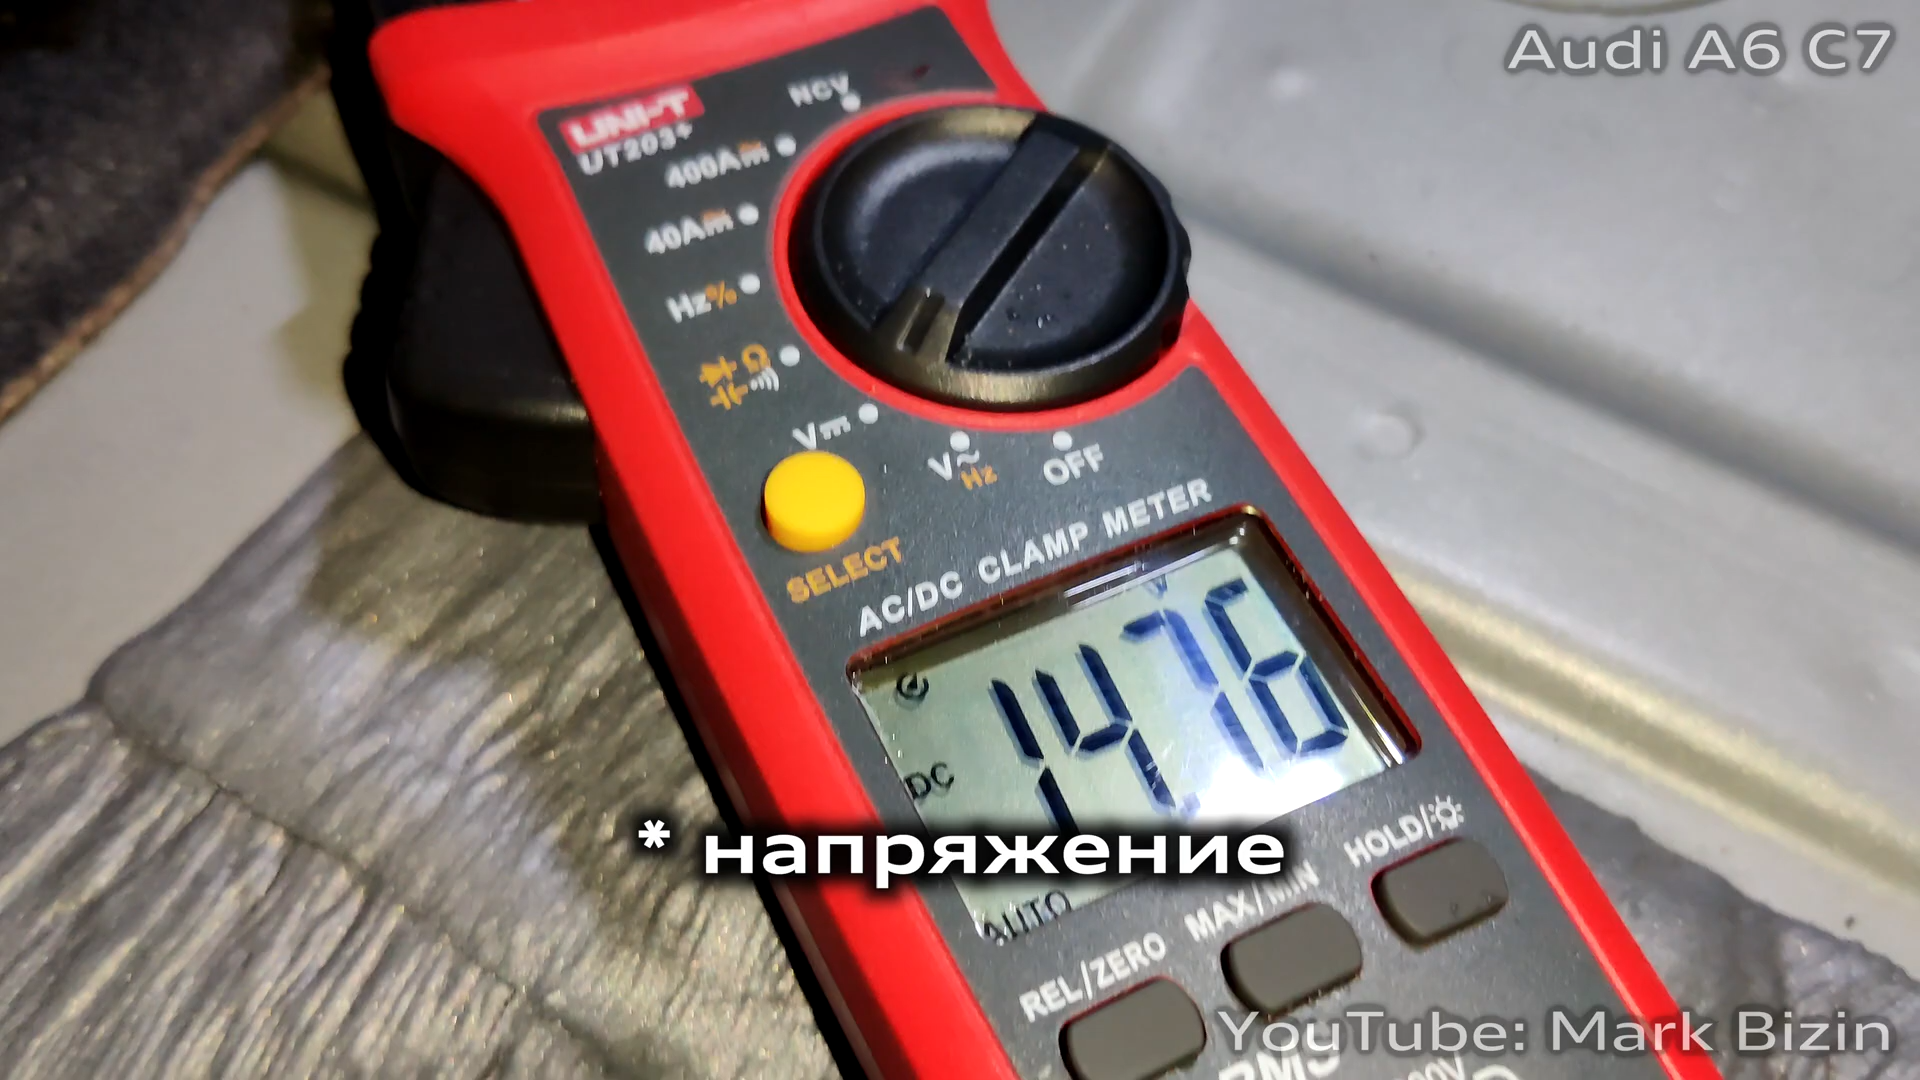 Audi A6 C7
NCV
UNI-T
UT203+
400A
40A
Hz%
Ω
V
V~
Hz
OFF
SELECT
AC/DC CLAMP METER
V
14.76
DC
* напряжение
AUTO
HOLD/
MAX/MIN
REL/ZERO
YouTube: Mark Bizin